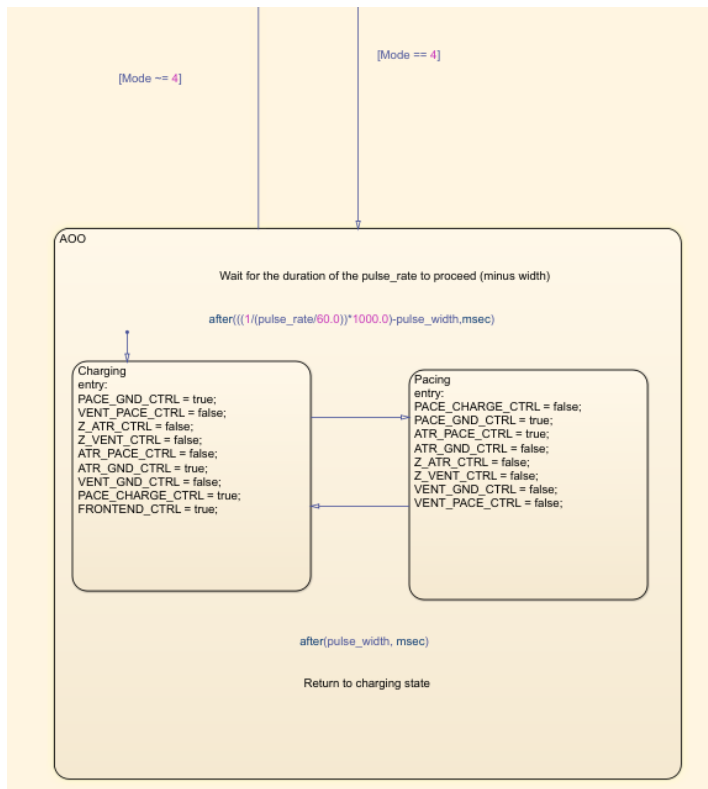 [Mode == 4]
[Mode ~= 4]
AOO
Wait for the duration of the pulse_rate to proceed (minus width)
after(((1/(pulse_rate/60.0))*1000.0)-pulse_width,msec)
Charging
entry:
PACE_GND_CTRL = true;
VENT_PACE_CTRL = false;
Z_ATR_CTRL = false;
Z_VENT_CTRL = false;
ATR_PACE_CTRL = false;
ATR_GND_CTRL = true;
VENT_GND_CTRL = false;
PACE_CHARGE_CTRL = true;
FRONTEND_CTRL = true;
Pacing
entry:
PACE_CHARGE_CTRL = false;
PACE_GND_CTRL = true;
ATR_PACE_CTRL = true;
ATR_GND_CTRL = false;
Z_ATR_CTRL = false;
Z_VENT_CTRL = false;
VENT_GND_CTRL = false;
VENT_PACE_CTRL = false;
after(pulse_width, msec)
Return to charging state